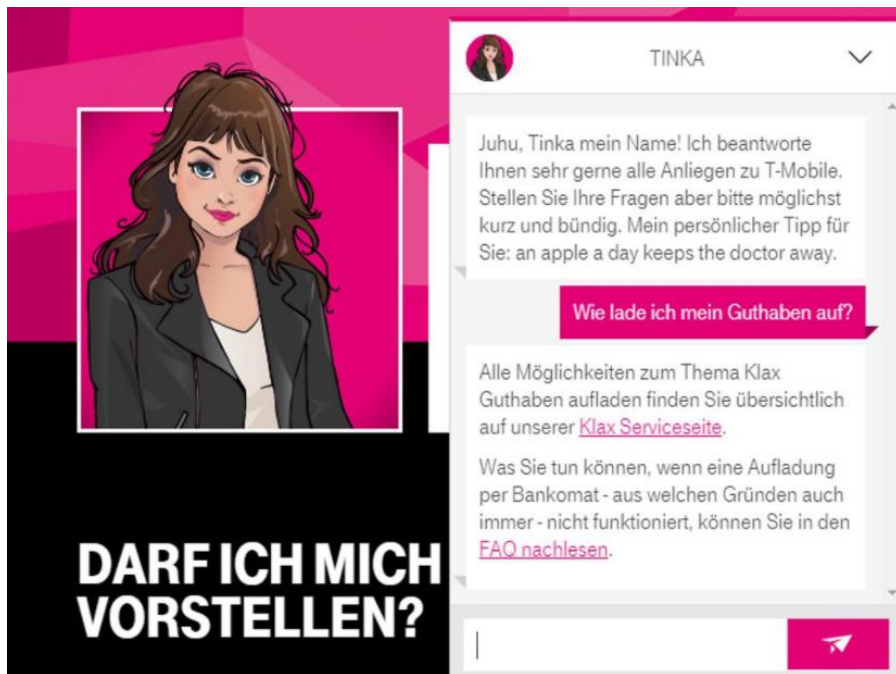 TINKA
Juhu, Tinka mein Name! Ich beantworte
Ihnen sehr gerne alle Anliegen zu T-Mobile.
Stellen Sie Ihre Fragen aber bitte möglichst
kurz und bündig. Mein persönlicher Tipp für
Sie: an apple a day keeps the doctor away.
Wie lade ich mein Guthaben auf?
Alle Möglichkeiten zum Thema Klax
Guthaben aufladen finden Sie übersichtlich
auf unserer Klax Serviceseite.
Was Sie tun können, wenn eine Aufladung
per Bankomat - aus welchen Gründen auch
immer - nicht funktioniert, können Sie in den
FAQ nachlesen.
DARF ICH MICH
VORSTELLEN?